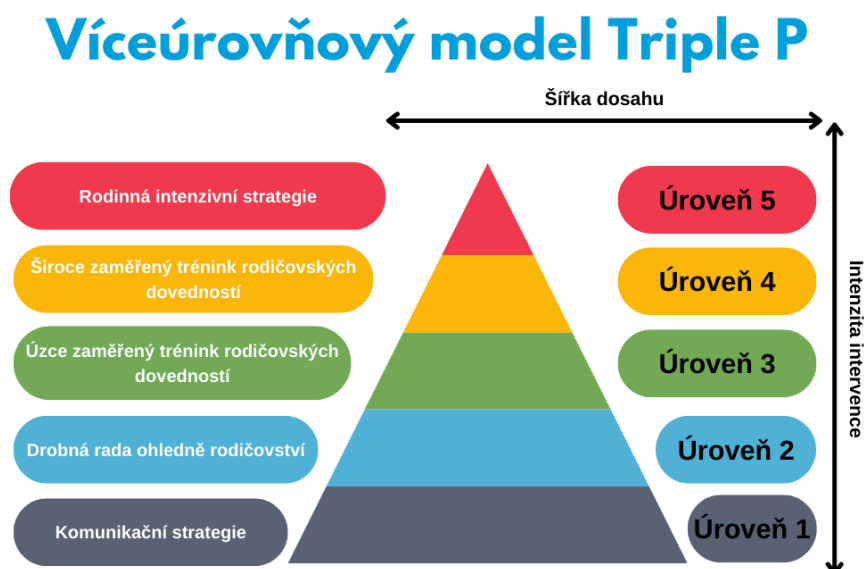 Víceúrovňový model Triple P
Šířka dosahu
Rodinná intenzivní strategie
Úroveň 5
Široce zaměřený trénink rodičovských
dovedností
Úroveň 4
Úzce zaměřený trénink rodičovských
dovedností
Úroveň 3
Drobná rada ohledně rodičovství
Úroveň 2
Komunikační strategie
Úroveň 1
Intenzita intervence